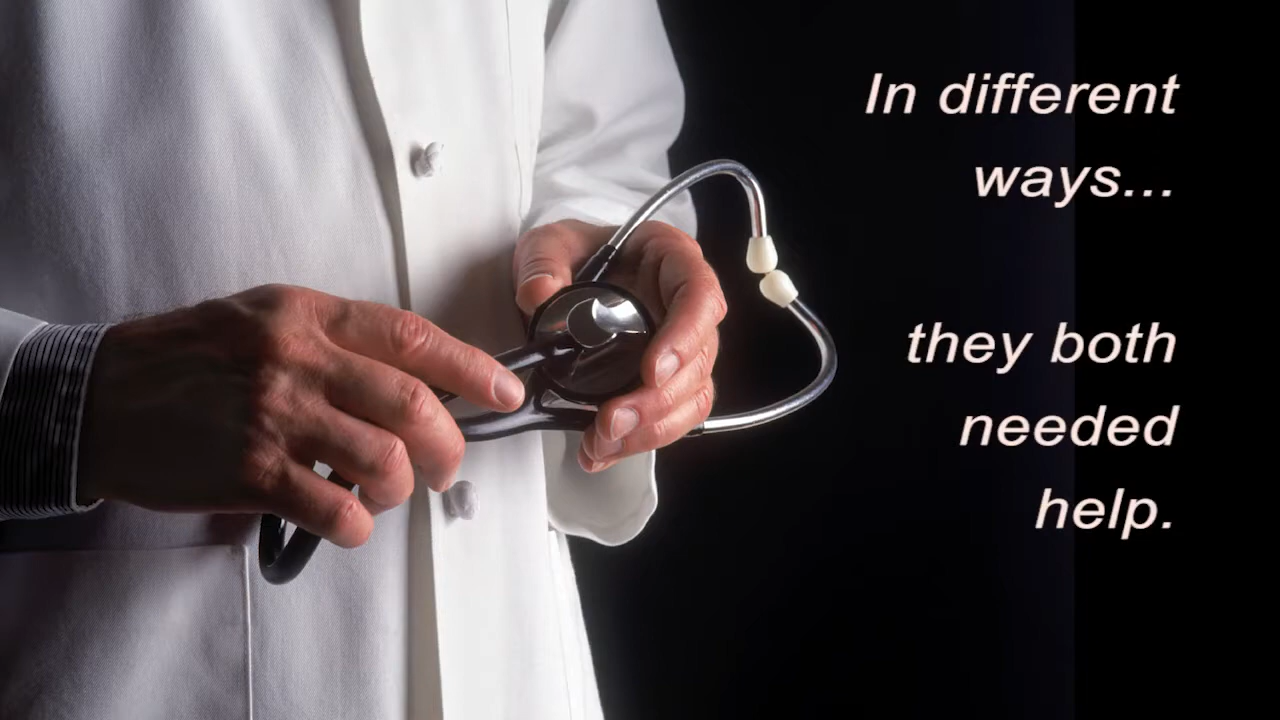 In different
ways...
they both
needed
help.